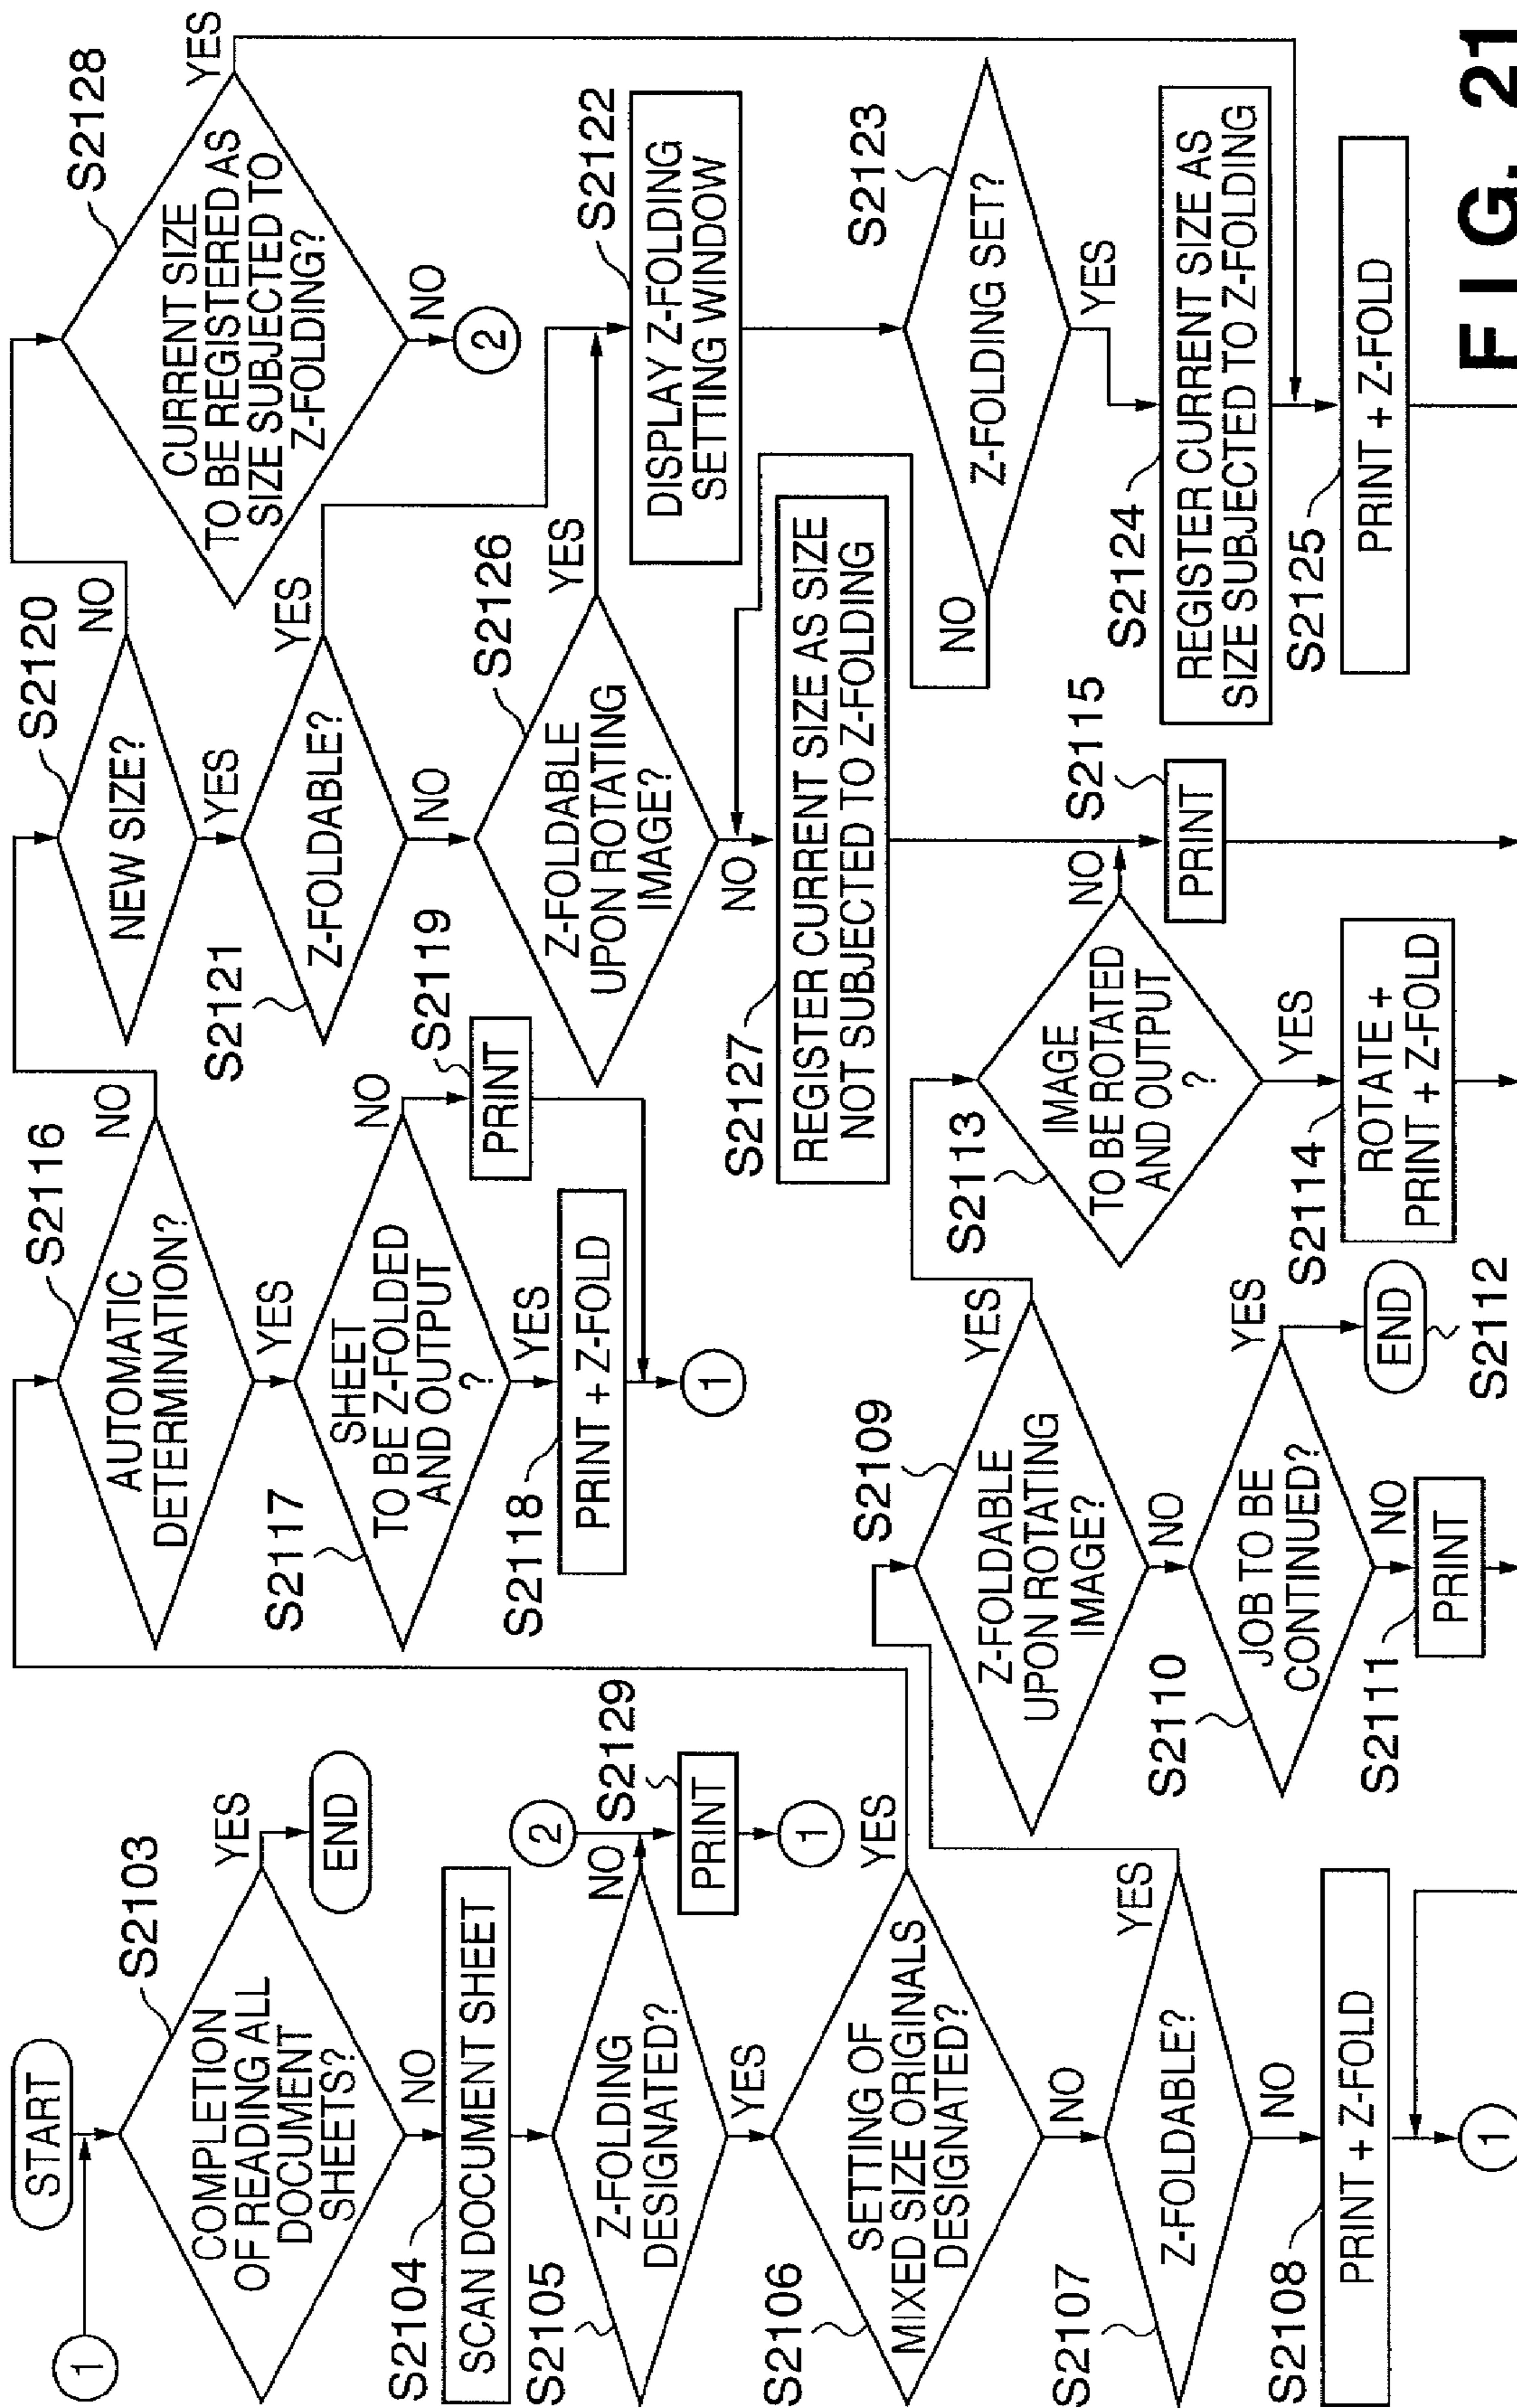 START
1
COMPLETION
OF READING ALL
DOCUMENT
SHEETS?
S2103
YES
END
NO
S2104
SCAN DOCUMENT SHEET
S2105
Z-FOLDING
DESIGNATED?
NO
2
S2129
PRINT
1
YES
S2106
SETTING OF
MIXED SIZE ORIGINALS
DESIGNATED?
YES
NO
S2107
Z-FOLDABLE?
YES
NO
S2108
PRINT + Z-FOLD
1
S2116
AUTOMATIC
DETERMINATION?
NO
YES
S2117
SHEET
TO BE Z-FOLDED
AND OUTPUT
?
NO
S2119
PRINT
YES
S2118
PRINT + Z-FOLD
1
S2109
Z-FOLDABLE
UPON ROTATING
IMAGE?
YES
NO
S2110
JOB TO BE
CONTINUED?
YES
END
S2112
NO
S2111
PRINT
S2113
IMAGE
TO BE ROTATED
AND OUTPUT
?
NO
YES
S2114
ROTATE +
PRINT + Z-FOLD
S2115
PRINT
S2120
NEW SIZE?
NO
YES
S2121
Z-FOLDABLE?
YES
NO
S2126
Z-FOLDABLE
UPON ROTATING
IMAGE?
YES
NO
S2127
REGISTER CURRENT SIZE AS SIZE
NOT SUBJECTED TO Z-FOLDING
S2128
CURRENT SIZE
TO BE REGISTERED AS
SIZE SUBJECTED TO
Z-FOLDING?
YES
NO
2
S2122
DISPLAY Z-FOLDING
SETTING WINDOW
S2123
Z-FOLDING SET?
NO
YES
S2124
REGISTER CURRENT SIZE AS
SIZE SUBJECTED TO Z-FOLDING
S2125
PRINT + Z-FOLD
FIG. 21